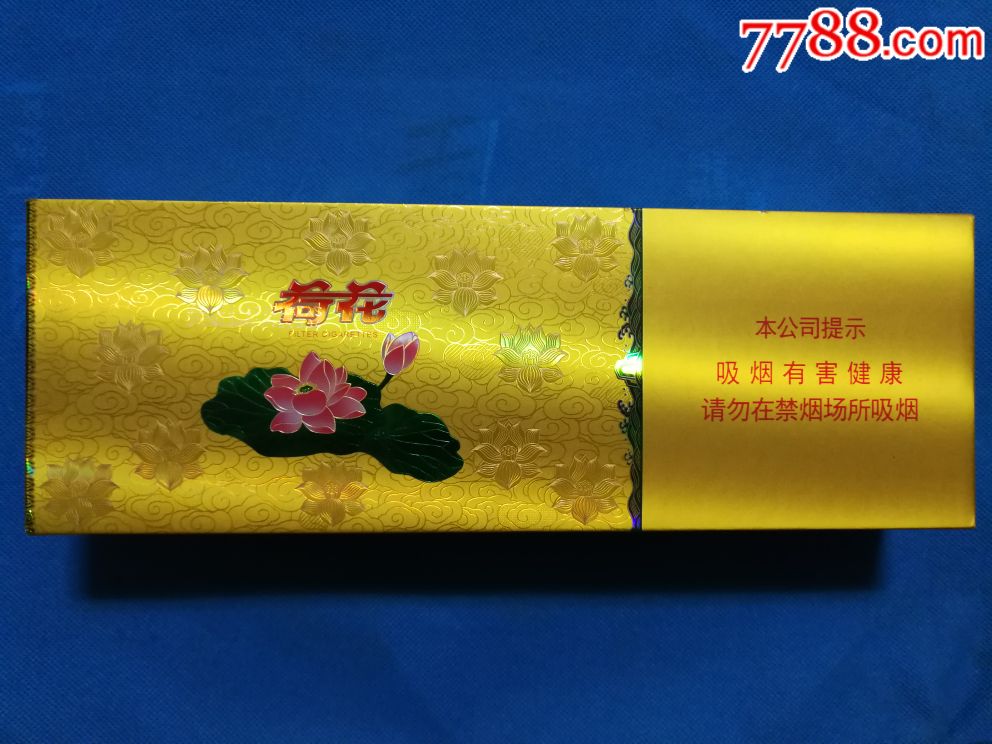 7788.com
荷花
FILTER CIGARETTES
本公司提示
吸烟有害健康
请勿在禁烟场所吸烟